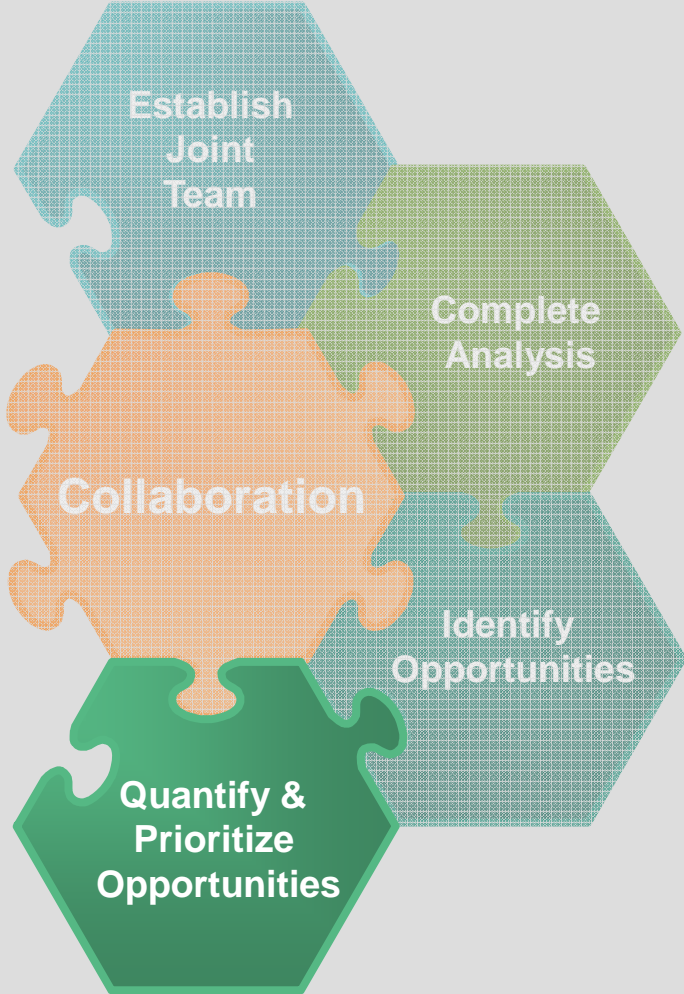 Establish
Joint
Team
Complete
Analysis
Collaboration
Identify
Opportunities
Quantify &
Prioritize
Opportunities